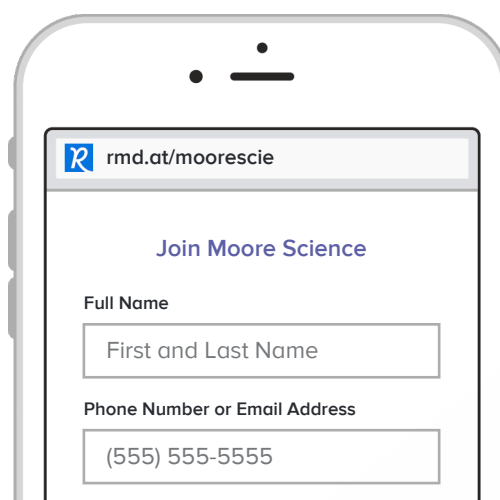 rmd.at/moorescie
Join Moore Science
Full Name
First and Last Name
Phone Number or Email Address
(555) 555-5555